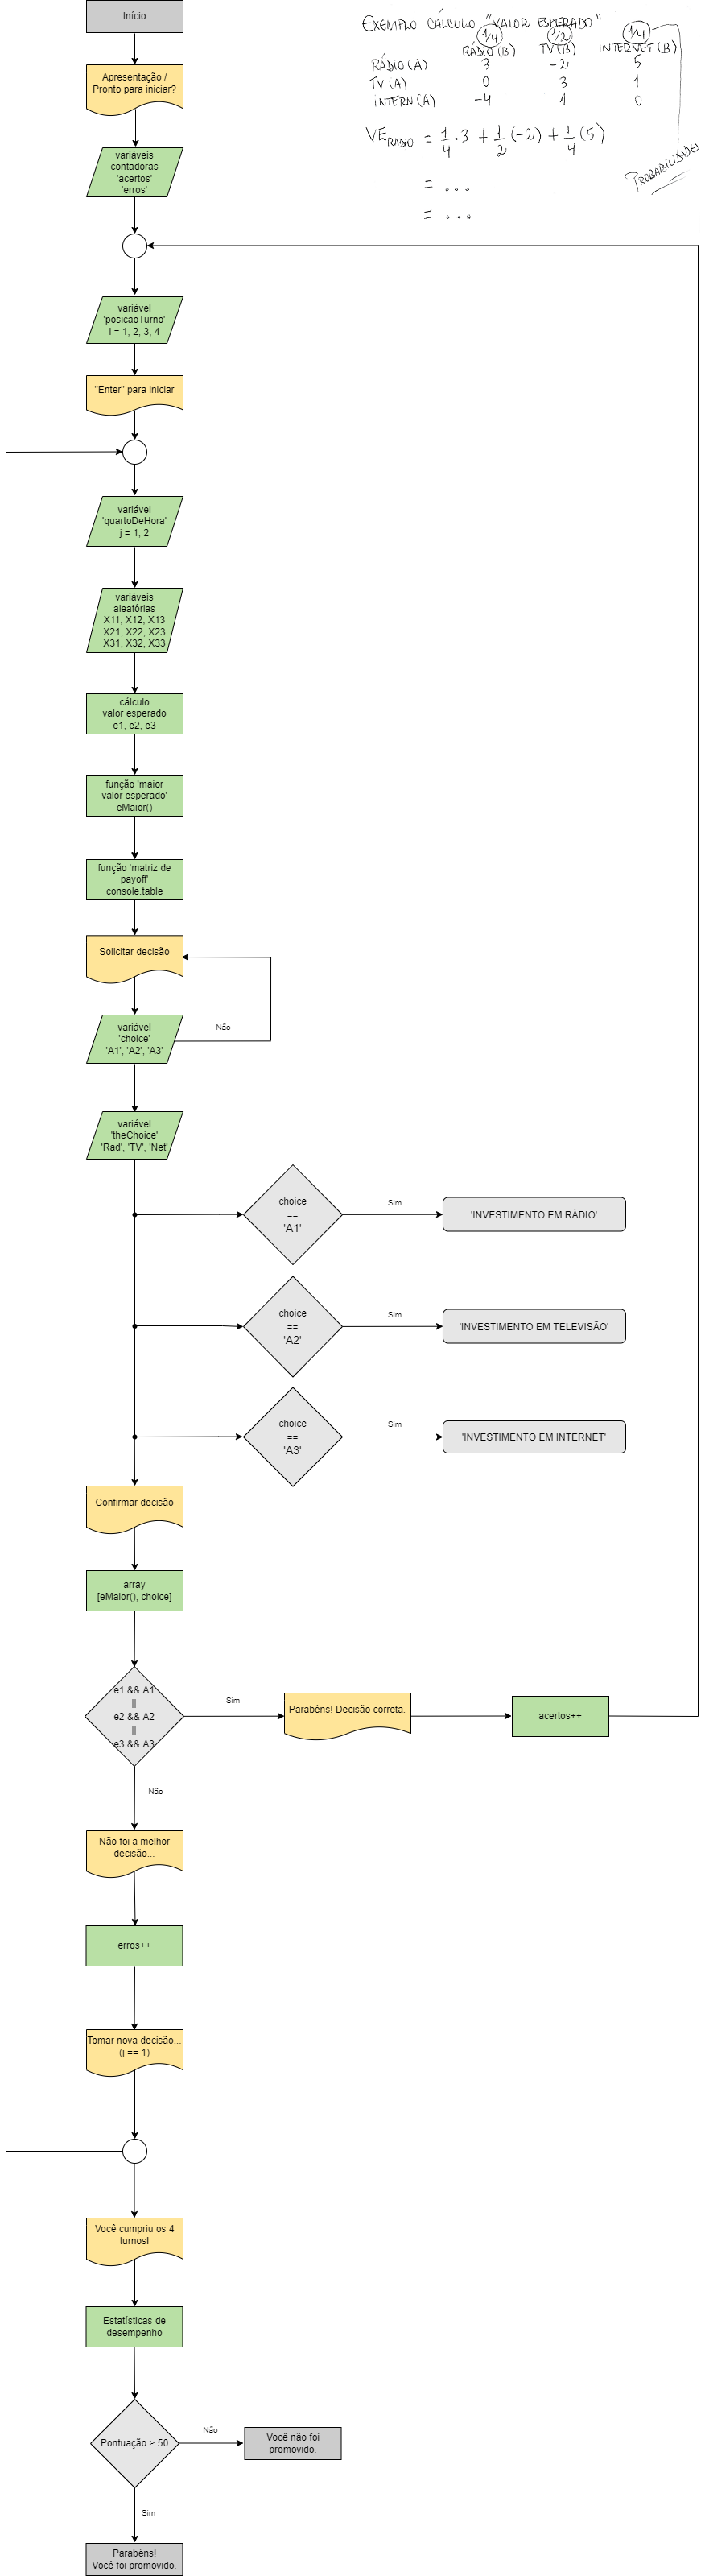 Início
EXEMPLO CÁLCULO "VALOR ESPERADO"
1/4 1/2 1/4
RÁDIO (B) TV (B) INTERNET (B)
RÁDIO (A) 3 -2 5
TV (A) 0 3 1
INTERN (A) -4 1 0
VE RADIO = 1/4 . 3 + 1/2 (-2) + 1/4 (5)
= ...
= ...
PROBABILIDADES
Apresentação /
Pronto para iniciar?
variáveis
contadoras
'acertos'
'erros'
variável
'posicaoTurno'
i = 1, 2, 3, 4
"Enter" para iniciar
variável
'quartoDeHora'
j = 1, 2
variáveis
aleatórias
X11, X12, X13
X21, X22, X23
X31, X32, X33
cálculo
valor esperado
e1, e2, e3
função 'maior
valor esperado'
eMaior()
função 'matriz de
payoff'
console.table
Solicitar decisão
variável
'choice'
'A1', 'A2', 'A3'
Não
variável
'theChoice'
'Rad', 'TV', 'Net'
choice
==
'A1'
Sim
'INVESTIMENTO EM RÁDIO'
choice
==
'A2'
Sim
'INVESTIMENTO EM TELEVISÃO'
choice
==
'A3'
Sim
'INVESTIMENTO EM INTERNET'
Confirmar decisão
array
[eMaior(), choice]
e1 && A1
||
e2 && A2
||
e3 && A3
Sim
Parabéns! Decisão correta.
acertos++
Não
Não foi a melhor
decisão...
erros++
Tomar nova decisão...
(j == 1)
Você cumpriu os 4
turnos!
Estatísticas de
desempenho
Pontuação > 50
Não
Você não foi
promovido.
Sim
Parabéns!
Você foi promovido.